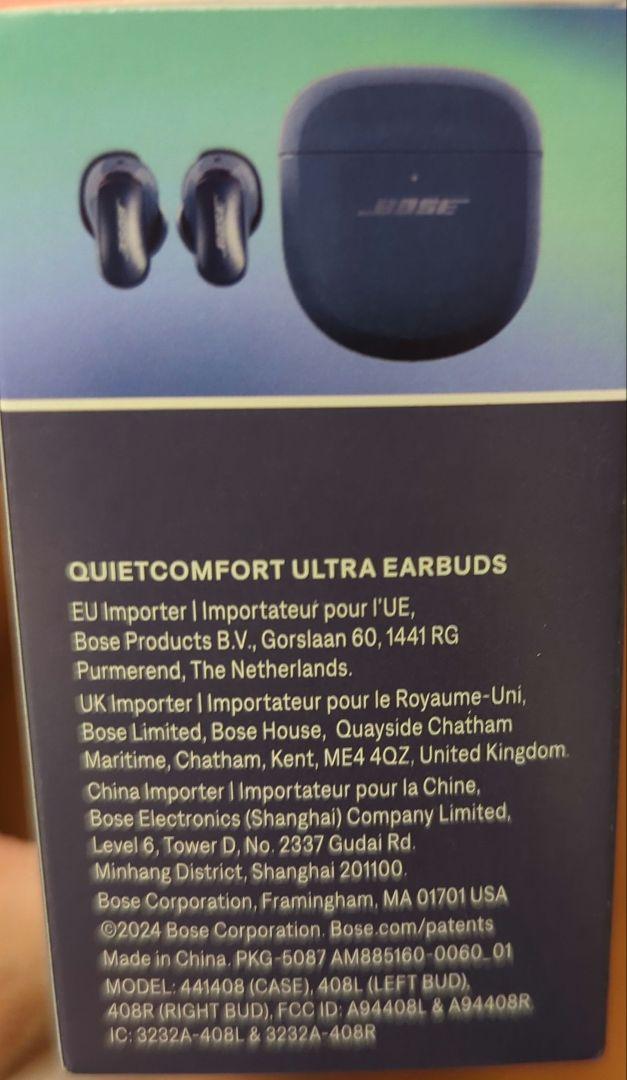 BOSE
BOSE
BOSE
QUIETCOMFORT ULTRA EARBUDS
EU Importer | Importateur pour l'UE,
Bose Products B.V., Gorslaan 60, 1441 RG
Purmerend, The Netherlands.
UK Importer | Importateur pour le Royaume-Uni,
Bose Limited, Bose House, Quayside Chatham
Maritime, Chatham, Kent, ME4 4QZ, United Kingdom.
China Importer | Importateur pour la Chine,
Bose Electronics (Shanghai) Company Limited,
Level 6, Tower D, No. 2337 Gudai Rd.
Minhang District, Shanghai 201100.
Bose Corporation, Framingham, MA 01701 USA
©2024 Bose Corporation. Bose.com/patents
Made in China. PKG-5087 AM885160-0060_01
MODEL: 441408 (CASE), 408L (LEFT BUD),
408R (RIGHT BUD), FCC ID: A94408L & A94408R
IC: 3232A-408L & 3232A-408R